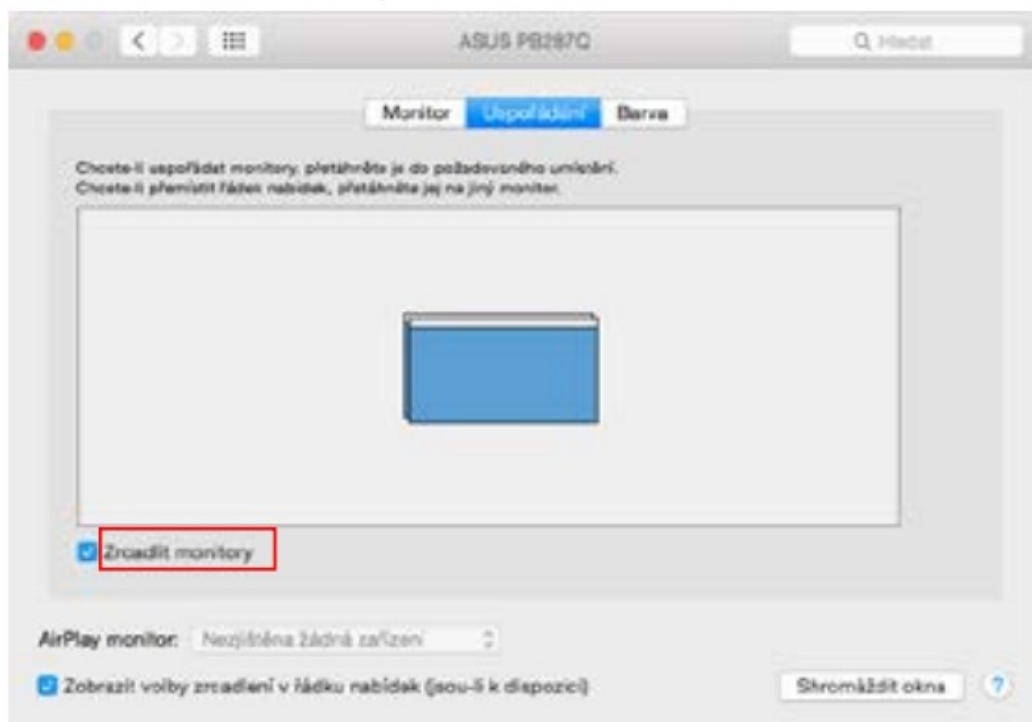 ASUS PB287Q
Hledat
Monitor Uspořádání Barva
Chcete-li uspořádat monitory, přetáhněte je do požadovaného umístění.
Chcete-li přemístit řádek nabídek, přetáhněte jej na jiný monitor.
Zrcadlit monitory
AirPlay monitor: Nezjištěna žádná zařízení
Zobrazit volby zrcadlení v řádku nabídek (jsou-li k dispozici)
Shromáždit okna ?